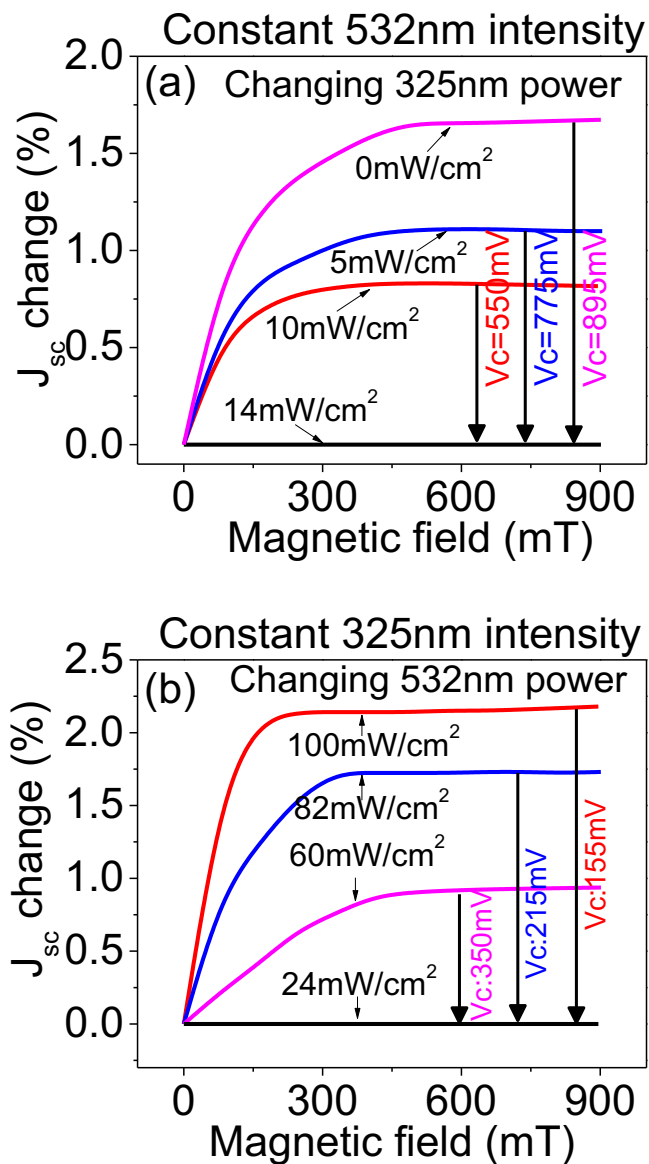 Constant 532nm intensity
(a) Changing 325nm power
J_sc change (%)
2.0
1.5
1.0
0.5
0.0
0mW/cm²
5mW/cm²
10mW/cm²
14mW/cm²
Vc=550mV
Vc=775mV
Vc=895mV
0 300 600 900
Magnetic field (mT)
Constant 325nm intensity
(b) Changing 532nm power
J_sc change (%)
2.5
2.0
1.5
1.0
0.5
0.0
100mW/cm²
82mW/cm²
60mW/cm²
24mW/cm²
Vc:350mV
Vc:215mV
Vc:155mV
0 300 600 900
Magnetic field (mT)